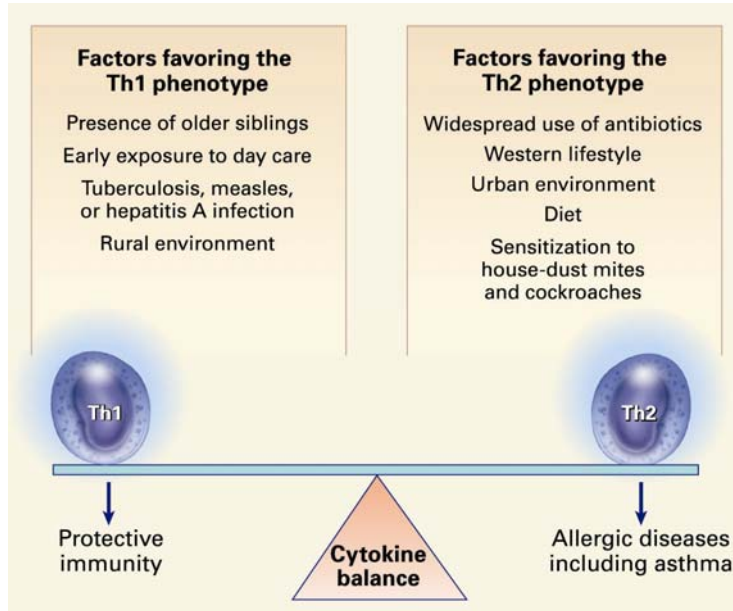 Factors favoring the
Th1 phenotype
Presence of older siblings
Early exposure to day care
Tuberculosis, measles,
or hepatitis A infection
Rural environment
Factors favoring the
Th2 phenotype
Widespread use of antibiotics
Western lifestyle
Urban environment
Diet
Sensitization to
house-dust mites
and cockroaches
Th1
Th2
Protective
immunity
Cytokine
balance
Allergic diseases
including asthma